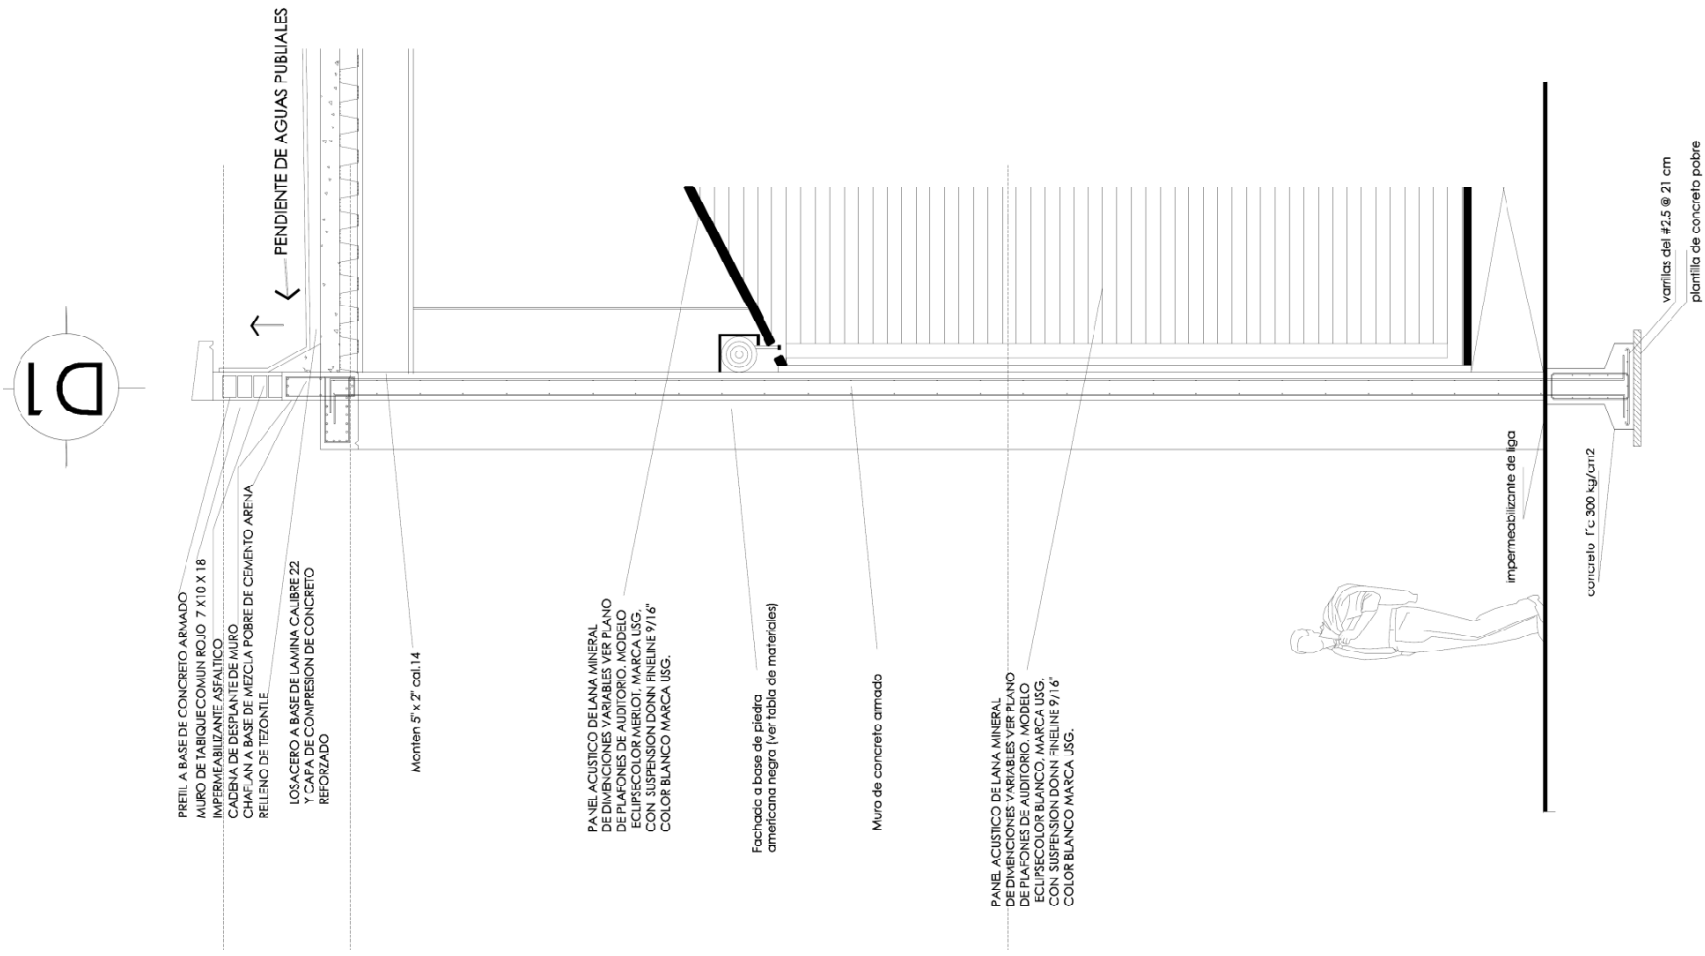 D1
PENDIENTE DE AGUAS PUBLIALES
PRETIL A BASE DE CONCRETO ARMADO
MURO DE TABIQUE COMUN ROJO 7 X10 X 18
IMPERMEABILIZANTE ASFALTICO
CADENA DE DESPLANTE DE MURO
CHAFLAN A BASE DE MEZCLA POBRE DE CEMENTO ARENA
RELLENO DE TEZONTLE
LOSACERO A BASE DE LAMINA CALIBRE 22
Y CAPA DE COMPRESION DE CONCRETO
REFORZADO
Monten 5" x 2" cal.14
PANEL ACUSTICO DE LANA MINERAL
DE DIMENCIONES VARIABLES VER PLANO
DE PLAFONES DE AUDITORIO. MODELO
ECLIPSECOLOR MERLOT, MARCA USG.
CON SUSPENSION DONN FINELINE 9/16"
COLOR BLANCO MARCA USG.
Fachada a base de piedra
americana negra (ver tabla de materiales)
Muro de concreto armado
PANEL ACUSTICO DE LANA MINERAL
DE DIMENCIONES VARIABLES VER PLANO
DE PLAFONES DE AUDITORIO. MODELO
ECLIPSECOLOR BLANCO, MARCA USG.
CON SUSPENSION DONN FINELINE 9/16"
COLOR BLANCO MARCA USG.
impermeabilizante de liga
concreto f'c 300 kg/cm2
varrillas del #2.5 @ 21 cm
plantilla de concreto pobre